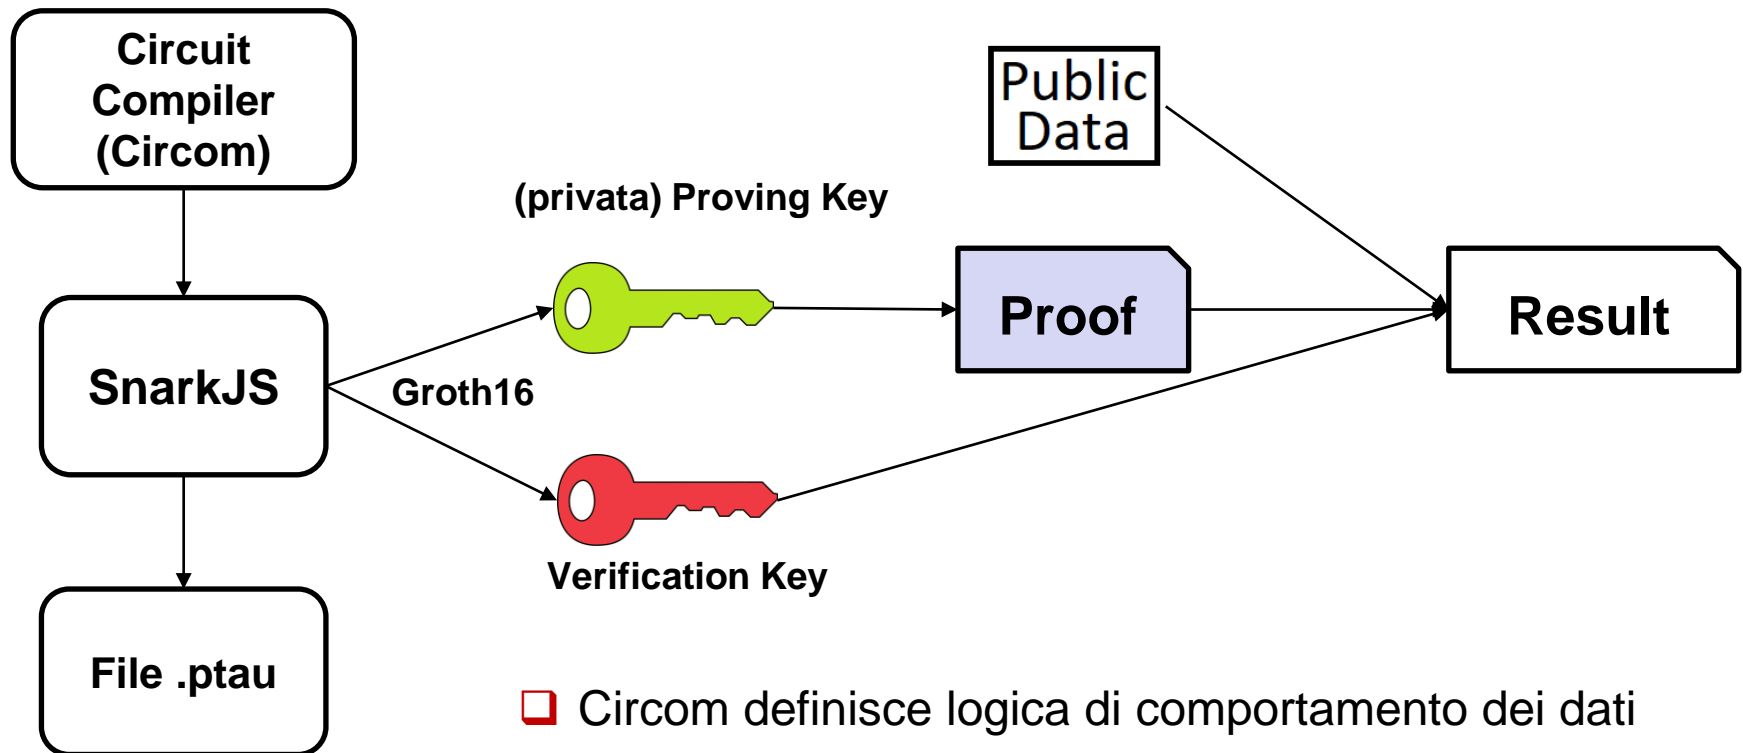 Circuit
Compiler
(Circom)
Public
Data
(privata) Proving Key
Proof
Result
SnarkJS
Groth16
Verification Key
File .ptau
Circom definisce logica di comportamento dei dati